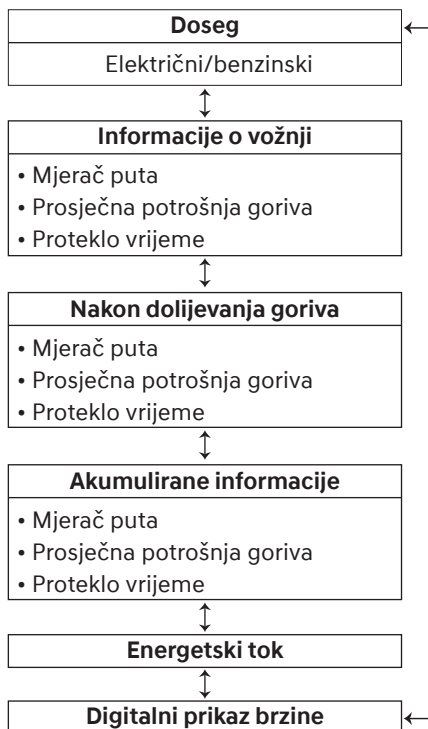 Doseg
Električni/benzinski
Informacije o vožnji
• Mjerač puta
• Prosječna potrošnja goriva
• Proteklo vrijeme
Nakon dolijevanja goriva
• Mjerač puta
• Prosječna potrošnja goriva
• Proteklo vrijeme
Akumulirane informacije
• Mjerač puta
• Prosječna potrošnja goriva
• Proteklo vrijeme
Energetski tok
Digitalni prikaz brzine